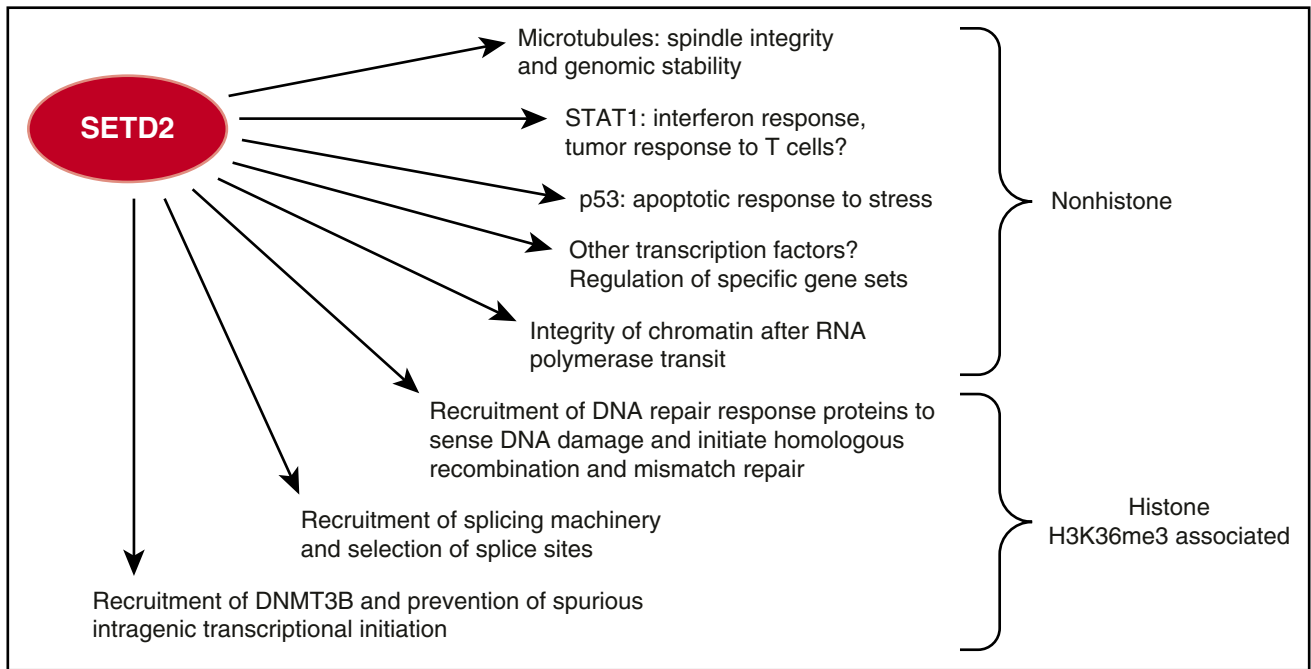 SETD2
Microtubules: spindle integrity
and genomic stability
STAT1: interferon response,
tumor response to T cells?
p53: apoptotic response to stress
Other transcription factors?
Regulation of specific gene sets
Integrity of chromatin after RNA
polymerase transit
Nonhistone
Recruitment of DNA repair response proteins to
sense DNA damage and initiate homologous
recombination and mismatch repair
Recruitment of splicing machinery
and selection of splice sites
Recruitment of DNMT3B and prevention of spurious
intragenic transcriptional initiation
Histone
H3K36me3 associated